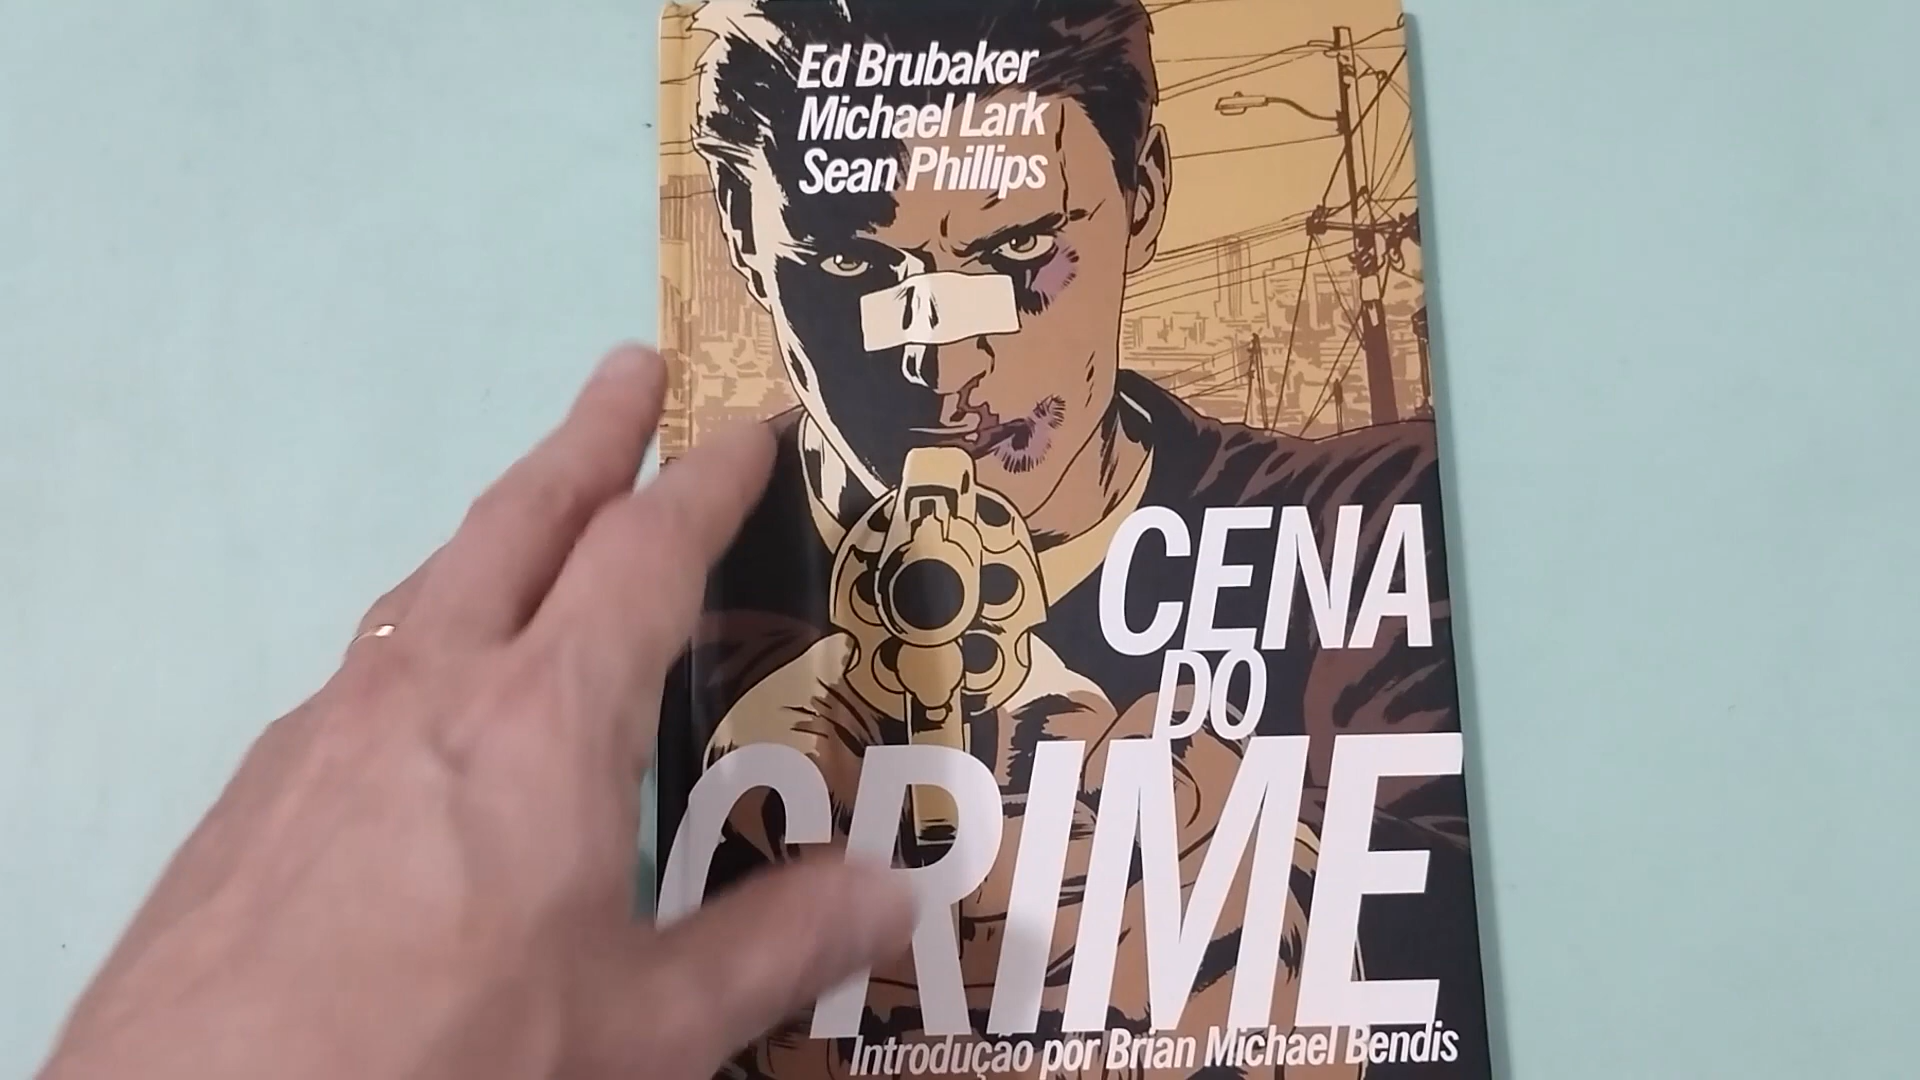 Ed Brubaker
Michael Lark
Sean Phillips
CENA
DO
CRIME
Introdução por Brian Michael Bendis